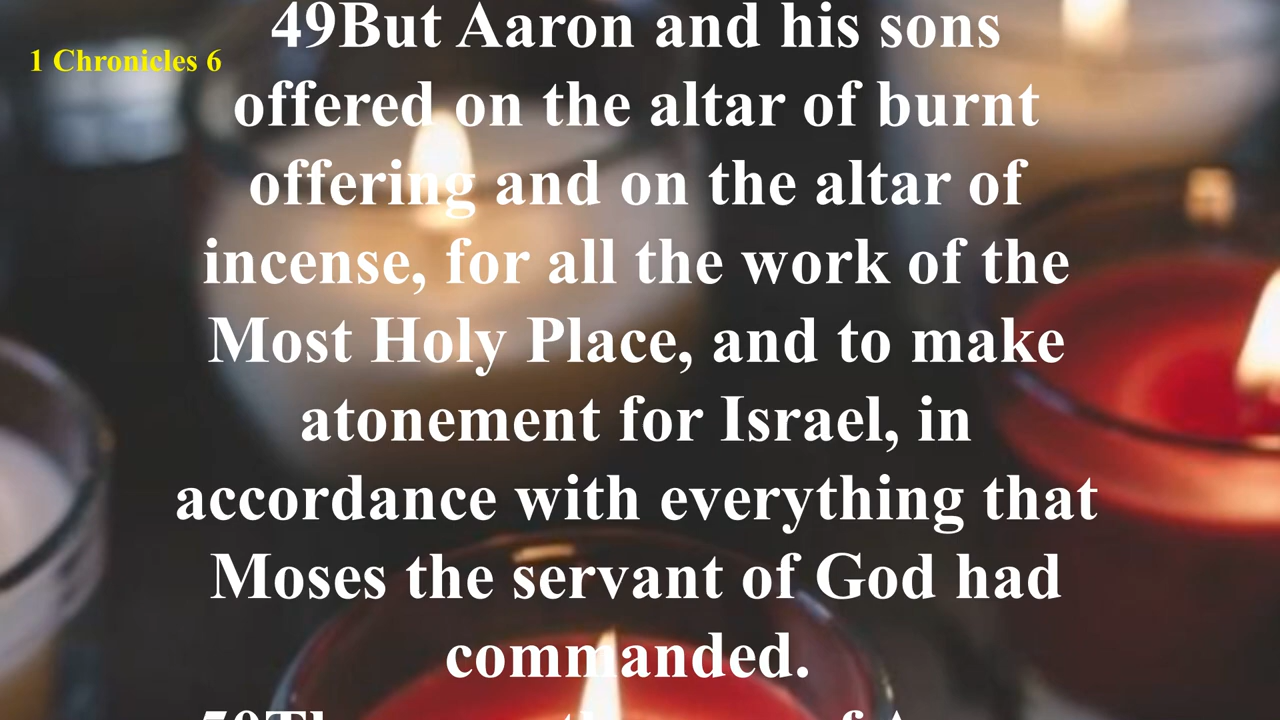 1 Chronicles 6
49But Aaron and his sons
offered on the altar of burnt
offering and on the altar of
incense, for all the work of the
Most Holy Place, and to make
atonement for Israel, in
accordance with everything that
Moses the servant of God had
commanded.